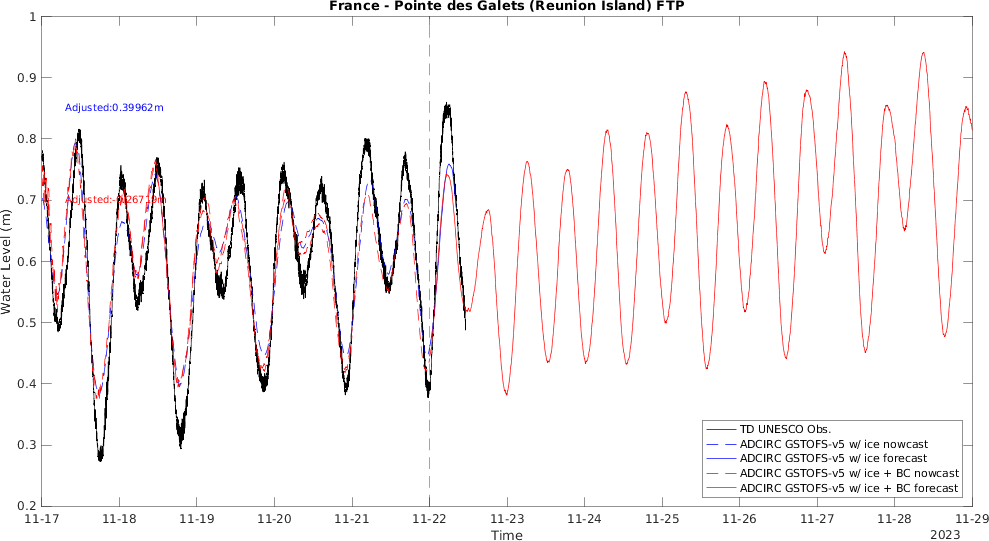 France - Pointe des Galets (Reunion Island) FTP
1
0.9
0.8
0.7
0.6
0.5
0.4
0.3
0.2
Water Level (m)
Adjusted:0.39962m
TD UNESCO Obs.
ADCIRC GSTOFS-v5 w/ ice nowcast
ADCIRC GSTOFS-v5 w/ ice forecast
ADCIRC GSTOFS-v5 w/ ice + BC nowcast
ADCIRC GSTOFS-v5 w/ ice + BC forecast
11-17 11-18 11-19 11-20 11-21 11-22 11-23 11-24 11-25 11-26 11-27 11-28 11-29
Time
2023